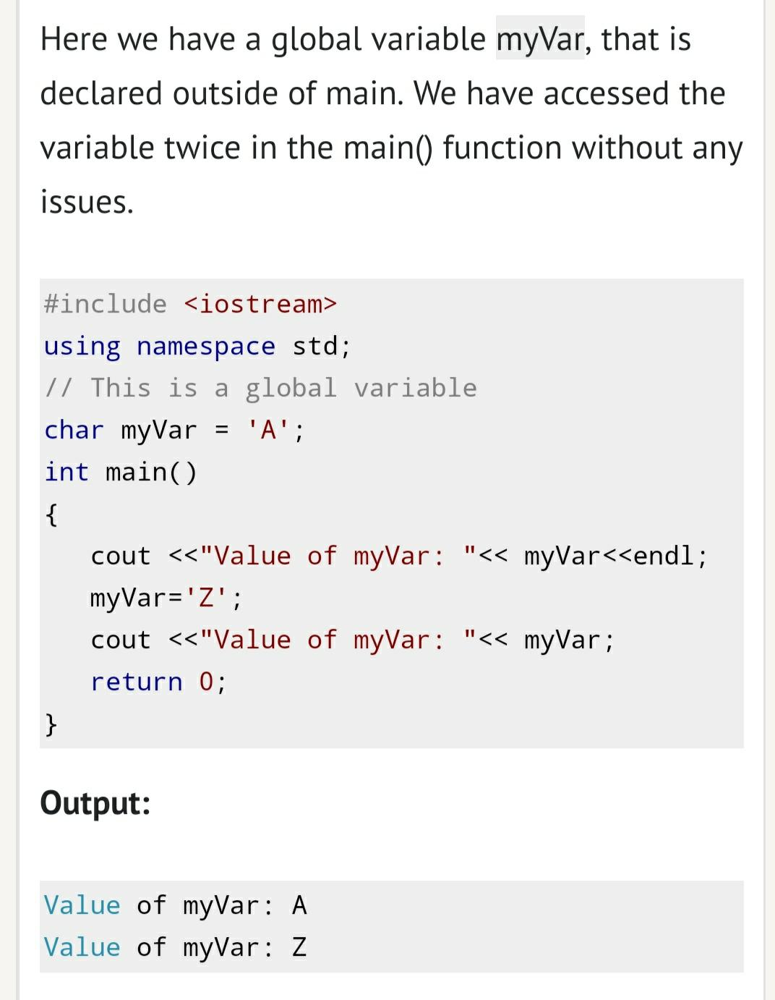 Here we have a global variable myVar, that is
declared outside of main. We have accessed the
variable twice in the main() function without any
issues.
#include <iostream>
using namespace std;
// This is a global variable
char myVar = 'A';
int main()
{
   cout <<"Value of myVar: "<< myVar<<endl;
   myVar='Z';
   cout <<"Value of myVar: "<< myVar;
   return 0;
}
Output:
Value of myVar: A
Value of myVar: Z